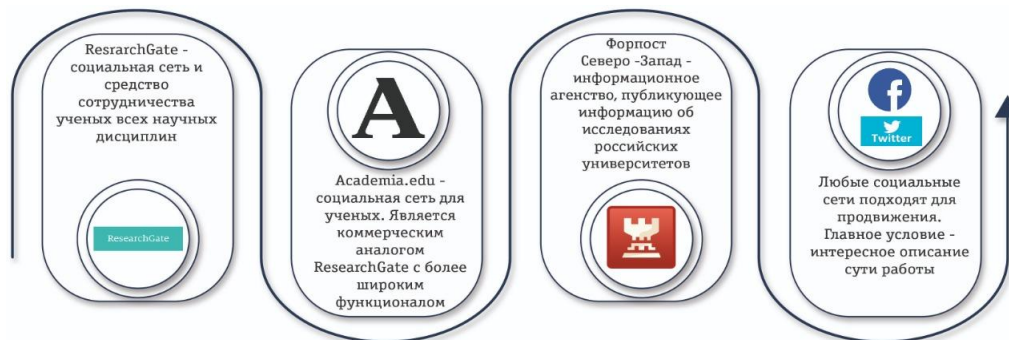 ResrarchGate -
социальная сеть и
средство
сотрудничества
ученых всех научных
дисциплин
ResearchGate
A
Academia.edu -
социальная сеть для
ученых. Является
коммерческим
аналогом
ResearchGate с более
широким
функционалом
Форпост
Северо -Запад -
информационное
агенство, публикующее
информацию об
исследованиях
российских
университетов
f
Twitter
Любые социальные
сети подходят для
продвижения.
Главное условие -
интересное описание
сути работы